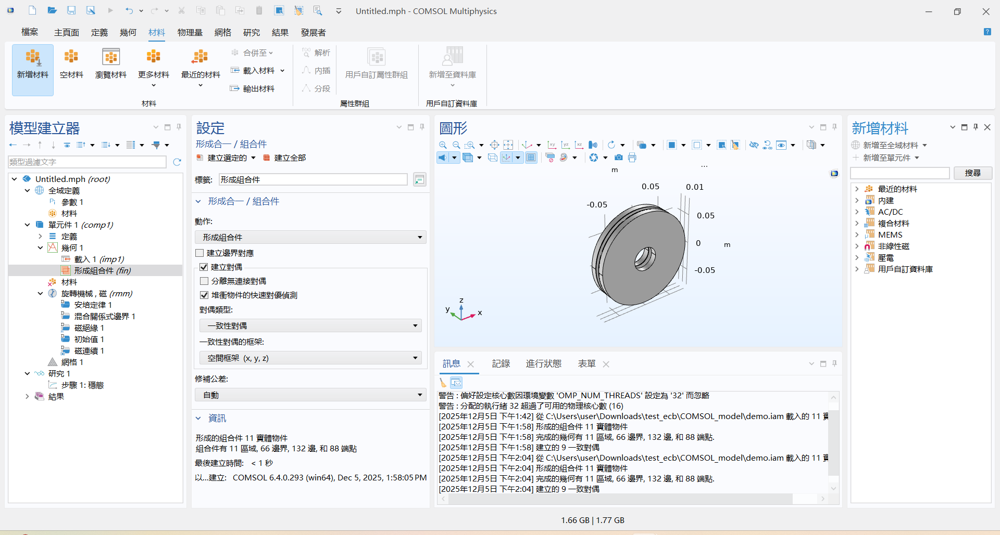 Untitled.mph - COMSOL Multiphysics
檔案 主頁面 定義 幾何 材料 物理量 網格 研究 結果 發展者
新增材料
空材料
瀏覽材料
更多材料
最近的材料
合併至
載入材料
輸出材料
材料
f(x) 解析
內插
分段
用戶自訂屬性群組
屬性群組
新增至資料庫
用戶自訂資料庫
模型建立器
類型過濾文字
Untitled.mph (root)
全域定義
Pi 參數 1
材料
單元件 1 (comp1)
定義
幾何 1
載入 1 (imp1)
形成組合件 (fin)
材料
旋轉機械 , 磁 (rmm)
安培定律 1
混合關係式邊界 1
磁絕緣 1
初始值 1
磁連續 1
網格 1
研究 1
步驟 1: 穩態
結果
設定
形成合一 / 組合件
建立選定的 建立全部
標籤: 形成組合件
形成合一 / 組合件
動作:
形成組合件
建立邊界對應
建立對偶
分離無連接對偶
堆衝物件的快速對優偵測
對偶類型:
一致性對偶
一致性對偶的框架:
空間框架 (x, y, z)
修補公差:
自動
資訊
形成的組合件 11 實體物件
組合件有 11 區域, 66 邊界, 132 邊, 和 88 端點
最後建立時間: < 1 秒
以...建立: COMSOL 6.4.0.293 (win64), Dec 5, 2025, 1:58:05 PM
圖形
xy yz xz
m
...
0.05 0.01
-0.05
0.05
0 m
-0.05
z
y x
訊息 記錄 進行狀態 表單
警告 : 偏好設定核心數因環境變數 'OMP_NUM_THREADS' 設定為 '32' 而忽略
警告 : 分配的執行緒 32 超過了可用的物理核心數 (16)
[2025年12月5日 下午1:42] 從 C:\Users\user\Downloads\test_ecb\COMSOL_model\demo.iam 載入的 11 實
[2025年12月5日 下午1:58] 形成的組合件 11 實體物件
[2025年12月5日 下午1:58] 完成的幾何有 11 區域, 66 邊界, 132 邊, 和 88 端點.
[2025年12月5日 下午1:58] 建立的 9 一致對偶
[2025年12月5日 下午2:04] 從 C:\Users\user\Downloads\test_ecb\COMSOL_model\demo.iam 載入的 11 實
[2025年12月5日 下午2:04] 形成的組合件 11 實體物件
[2025年12月5日 下午2:04] 完成的幾何有 11 區域, 66 邊界, 132 邊, 和 88 端點.
[2025年12月5日 下午2:04] 建立的 9 一致對偶
新增材料
新增至全域材料
新增至單元件
搜尋
最近的材料
內建
AC/DC
複合材料
MEMS
非線性磁
壓電
用戶自訂資料庫
1.66 GB | 1.77 GB